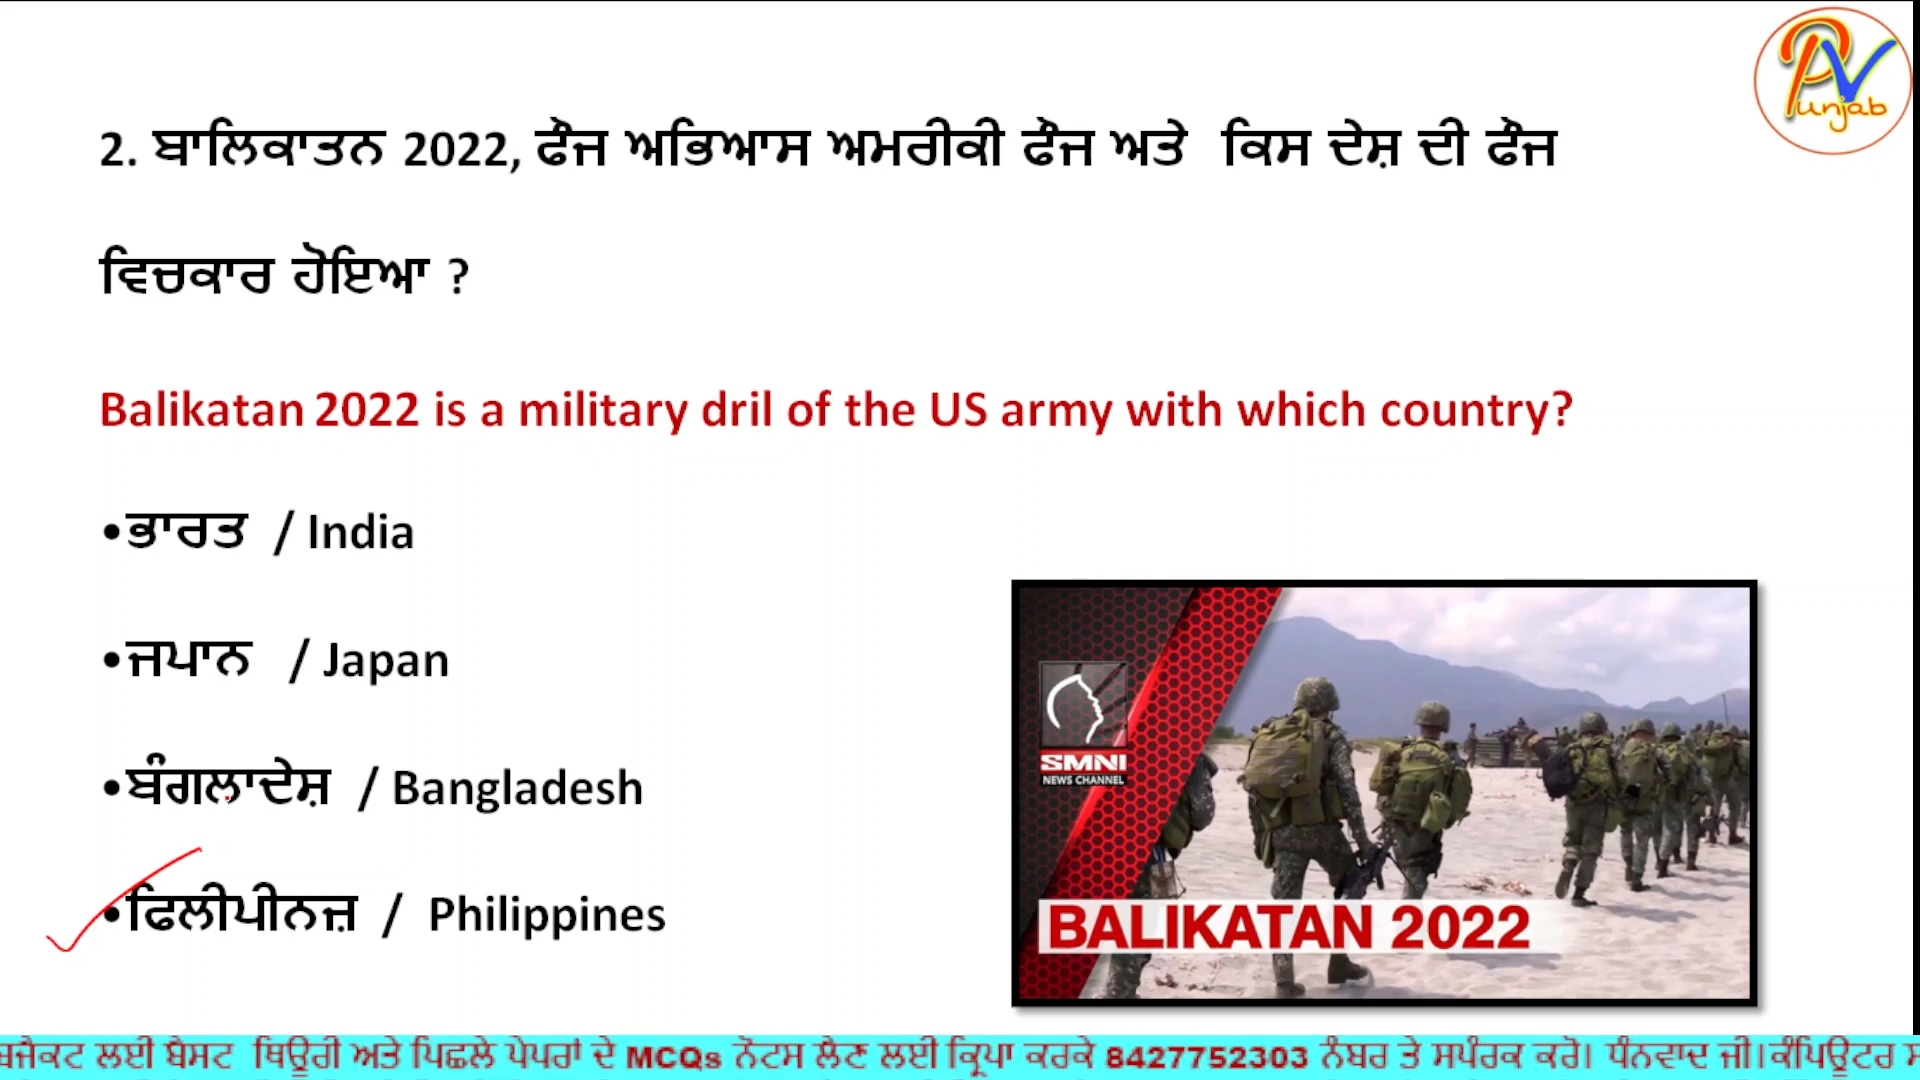 PV
Punjab
2. ਬਾਲਿਕਾਤਨ 2022, ਫੌਜ ਅਭਿਆਸ ਅਮਰੀਕੀ ਫੌਜ ਅਤੇ ਕਿਸ ਦੇਸ਼ ਦੀ ਫੌਜ
ਵਿਚਕਾਰ ਹੋਇਆ ?
Balikatan 2022 is a military dril of the US army with which country?
•ਭਾਰਤ / India
•ਜਪਾਨ / Japan
•ਬੰਗਲਾਦੇਸ਼ / Bangladesh
•ਫਿਲੀਪੀਨਜ਼ / Philippines
SMNI
NEWS CHANNEL
BALIKATAN 2022
ਬਜੈਕਟ ਲਈ ਬੈਸਟ ਥਿਊਰੀ ਅਤੇ ਪਿਛਲੇ ਪੇਪਰਾਂ ਦੇ MCQs ਨੋਟਸ ਲੈਣ ਲਈ ਕ੍ਰਿਪਾ ਕਰਕੇ 8427752303 ਨੰਬਰ ਤੇ ਸਪੰਰਕ ਕਰੋ। ਧੰਨਵਾਦ ਜੀ।ਕੰਪਿਊਟਰ